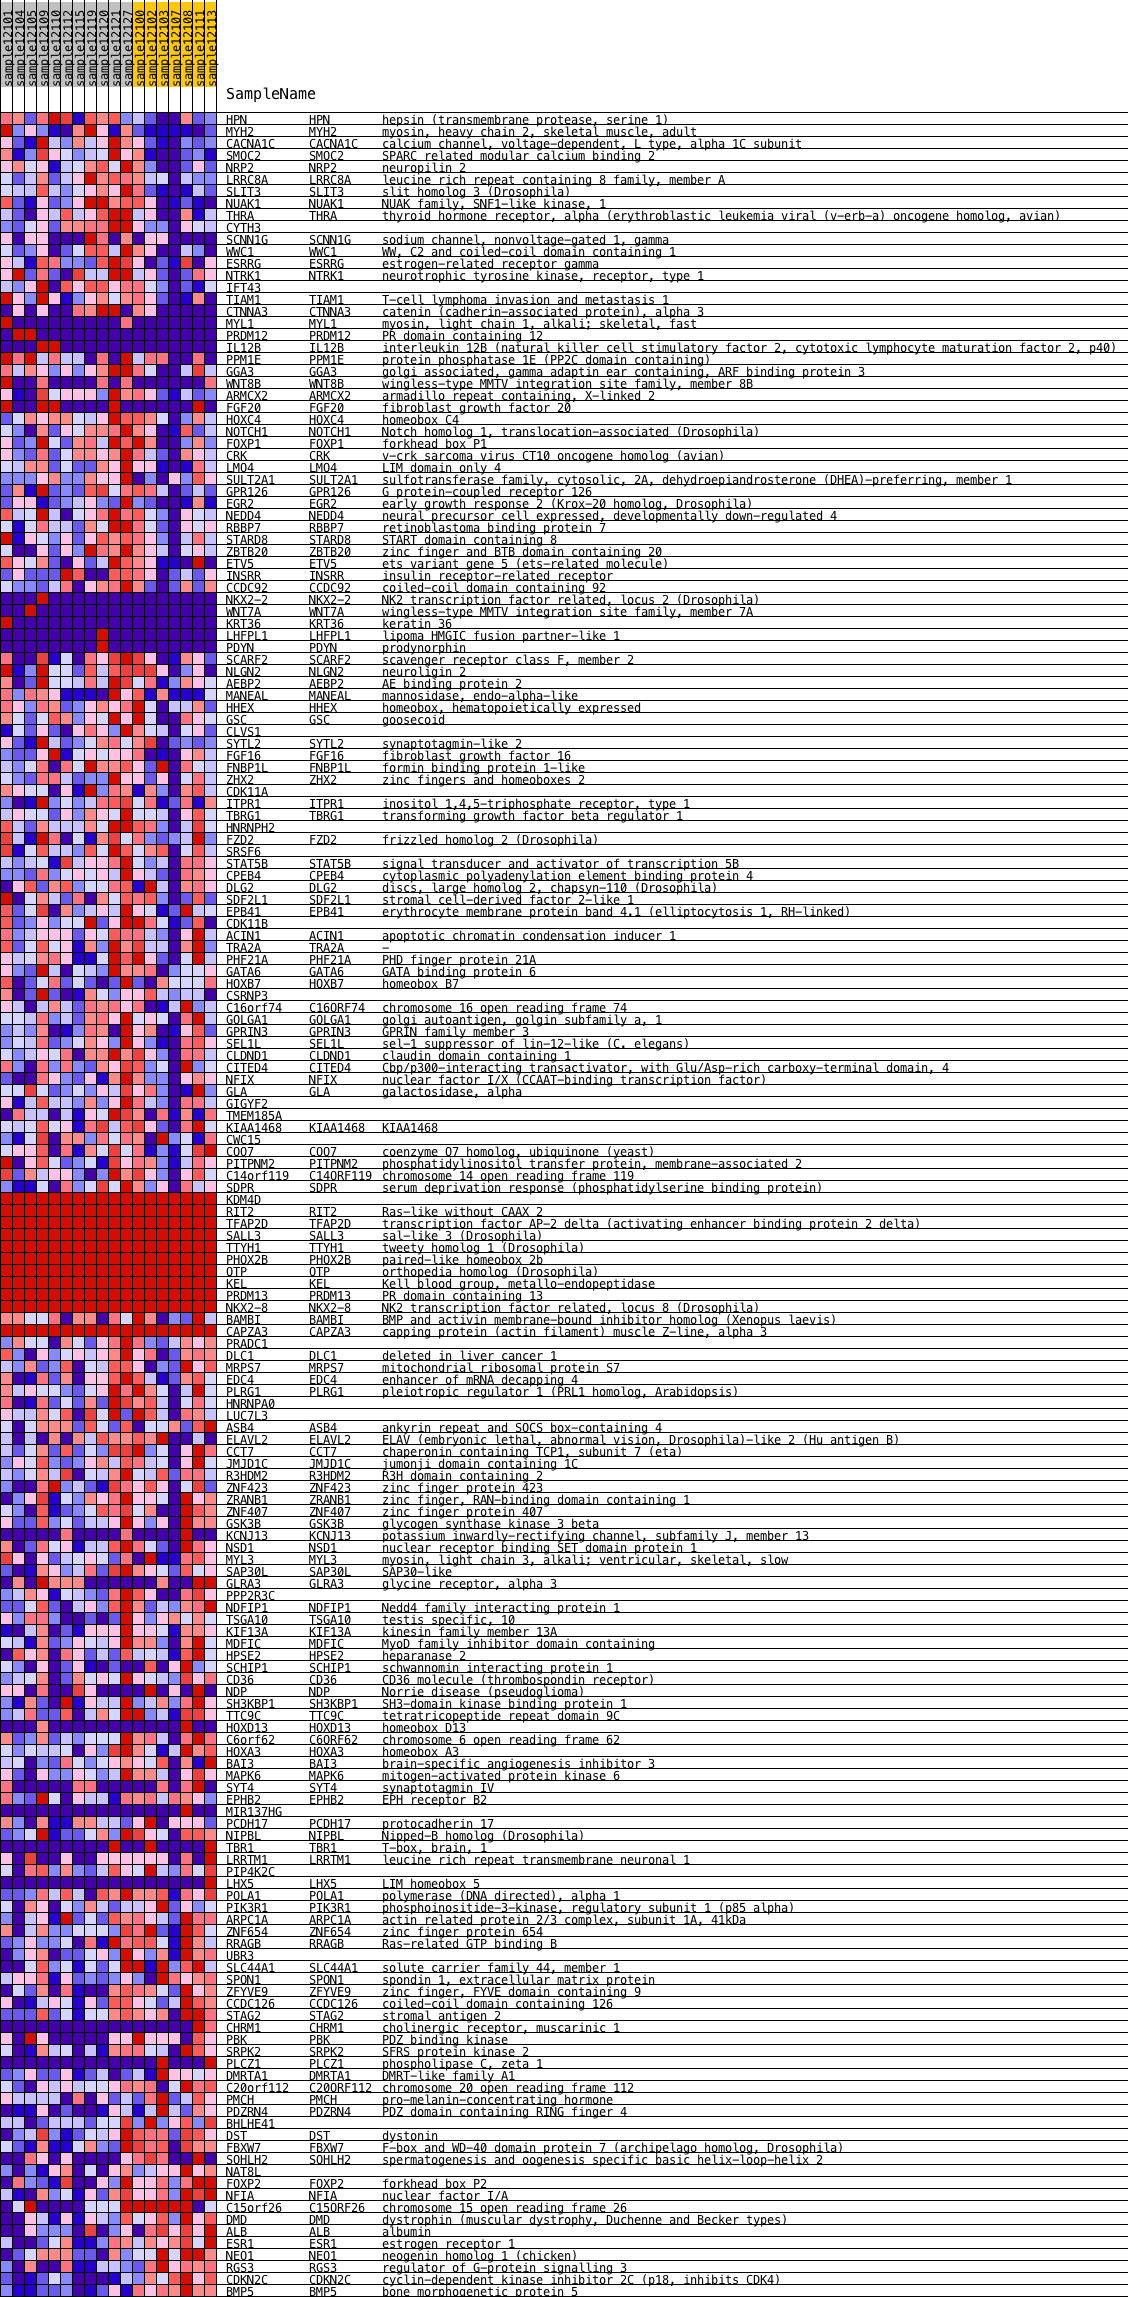 sample12101
sample12104
sample12105
sample12109
sample12110
sample12112
sample12115
sample12119
sample12120
sample12121
sample12127
sample12100
sample12102
sample12103
sample12107
sample12108
sample12111
sample12113
SampleName
HPN HPN hepsin (transmembrane protease, serine 1)
MYH2 MYH2 myosin, heavy chain 2, skeletal muscle, adult
CACNA1C CACNA1C calcium channel, voltage-dependent, L type, alpha 1C subunit
SMOC2 SMOC2 SPARC related modular calcium binding 2
NRP2 NRP2 neuropilin 2
LRRC8A LRRC8A leucine rich repeat containing 8 family, member A
SLIT3 SLIT3 slit homolog 3 (Drosophila)
NUAK1 NUAK1 NUAK family, SNF1-like kinase, 1
THRA THRA thyroid hormone receptor, alpha (erythroblastic leukemia viral (v-erb-a) oncogene homolog, avian)
CYTH3
SCNN1G SCNN1G sodium channel, nonvoltage-gated 1, gamma
WWC1 WWC1 WW, C2 and coiled-coil domain containing 1
ESRRG ESRRG estrogen-related receptor gamma
NTRK1 NTRK1 neurotrophic tyrosine kinase, receptor, type 1
IFT43
TIAM1 TIAM1 T-cell lymphoma invasion and metastasis 1
CTNNA3 CTNNA3 catenin (cadherin-associated protein), alpha 3
MYL1 MYL1 myosin, light chain 1, alkali; skeletal, fast
PRDM12 PRDM12 PR domain containing 12
IL12B IL12B interleukin 12B (natural killer cell stimulatory factor 2, cytotoxic lymphocyte maturation factor 2, p40)
PPM1E PPM1E protein phosphatase 1E (PP2C domain containing)
GGA3 GGA3 golgi associated, gamma adaptin ear containing, ARF binding protein 3
WNT8B WNT8B wingless-type MMTV integration site family, member 8B
ARMCX2 ARMCX2 armadillo repeat containing, X-linked 2
FGF20 FGF20 fibroblast growth factor 20
HOXC4 HOXC4 homeobox C4
NOTCH1 NOTCH1 Notch homolog 1, translocation-associated (Drosophila)
FOXP1 FOXP1 forkhead box P1
CRK CRK v-crk sarcoma virus CT10 oncogene homolog (avian)
LMO4 LMO4 LIM domain only 4
SULT2A1 SULT2A1 sulfotransferase family, cytosolic, 2A, dehydroepiandrosterone (DHEA)-preferring, member 1
GPR126 GPR126 G protein-coupled receptor 126
EGR2 EGR2 early growth response 2 (Krox-20 homolog, Drosophila)
NEDD4 NEDD4 neural precursor cell expressed, developmentally down-regulated 4
RBBP7 RBBP7 retinoblastoma binding protein 7
STARD8 STARD8 START domain containing 8
ZBTB20 ZBTB20 zinc finger and BTB domain containing 20
ETV5 ETV5 ets variant gene 5 (ets-related molecule)
INSRR INSRR insulin receptor-related receptor
CCDC92 CCDC92 coiled-coil domain containing 92
NKX2-2 NKX2-2 NK2 transcription factor related, locus 2 (Drosophila)
WNT7A WNT7A wingless-type MMTV integration site family, member 7A
KRT36 KRT36 keratin 36
LHFPL1 LHFPL1 lipoma HMGIC fusion partner-like 1
PDYN PDYN prodynorphin
SCARF2 SCARF2 scavenger receptor class F, member 2
NLGN2 NLGN2 neuroligin 2
AEBP2 AEBP2 AE binding protein 2
MANEAL MANEAL mannosidase, endo-alpha-like
HHEX HHEX homeobox, hematopoietically expressed
GSC GSC goosecoid
CLVS1
SYTL2 SYTL2 synaptotagmin-like 2
FGF16 FGF16 fibroblast growth factor 16
FNBP1L FNBP1L formin binding protein 1-like
ZHX2 ZHX2 zinc fingers and homeoboxes 2
CDK11A
ITPR1 ITPR1 inositol 1,4,5-triphosphate receptor, type 1
TBRG1 TBRG1 transforming growth factor beta regulator 1
HNRNPH2
FZD2 FZD2 frizzled homolog 2 (Drosophila)
SRSF6
STAT5B STAT5B signal transducer and activator of transcription 5B
CPEB4 CPEB4 cytoplasmic polyadenylation element binding protein 4
DLG2 DLG2 discs, large homolog 2, chapsyn-110 (Drosophila)
SDF2L1 SDF2L1 stromal cell-derived factor 2-like 1
EPB41 EPB41 erythrocyte membrane protein band 4.1 (elliptocytosis 1, RH-linked)
CDK11B
ACIN1 ACIN1 apoptotic chromatin condensation inducer 1
TRA2A TRA2A -
PHF21A PHF21A PHD finger protein 21A
GATA6 GATA6 GATA binding protein 6
HOXB7 HOXB7 homeobox B7
CSRNP3
C16orf74 C16ORF74 chromosome 16 open reading frame 74
GOLGA1 GOLGA1 golgi autoantigen, golgin subfamily a, 1
GPRIN3 GPRIN3 GPRIN family member 3
SEL1L SEL1L sel-1 suppressor of lin-12-like (C. elegans)
CLDND1 CLDND1 claudin domain containing 1
CITED4 CITED4 Cbp/p300-interacting transactivator, with Glu/Asp-rich carboxy-terminal domain, 4
NFIX NFIX nuclear factor I/X (CCAAT-binding transcription factor)
GLA GLA galactosidase, alpha
GIGYF2
TMEM185A
KIAA1468 KIAA1468 KIAA1468
CWC15
COQ7 COQ7 coenzyme Q7 homolog, ubiquinone (yeast)
PITPNM2 PITPNM2 phosphatidylinositol transfer protein, membrane-associated 2
C14orf119 C14ORF119 chromosome 14 open reading frame 119
SDPR SDPR serum deprivation response (phosphatidylserine binding protein)
KDM4D
RIT2 RIT2 Ras-like without CAAX 2
TFAP2D TFAP2D transcription factor AP-2 delta (activating enhancer binding protein 2 delta)
SALL3 SALL3 sal-like 3 (Drosophila)
TTYH1 TTYH1 tweety homolog 1 (Drosophila)
PHOX2B PHOX2B paired-like homeobox 2b
OTP OTP orthopedia homolog (Drosophila)
KEL KEL Kell blood group, metallo-endopeptidase
PRDM13 PRDM13 PR domain containing 13
NKX2-8 NKX2-8 NK2 transcription factor related, locus 8 (Drosophila)
BAMBI BAMBI BMP and activin membrane-bound inhibitor homolog (Xenopus laevis)
CAPZA3 CAPZA3 capping protein (actin filament) muscle Z-line, alpha 3
PRADC1
DLC1 DLC1 deleted in liver cancer 1
MRPS7 MRPS7 mitochondrial ribosomal protein S7
EDC4 EDC4 enhancer of mRNA decapping 4
PLRG1 PLRG1 pleiotropic regulator 1 (PRL1 homolog, Arabidopsis)
HNRNPA0
LUC7L3
ASB4 ASB4 ankyrin repeat and SOCS box-containing 4
ELAVL2 ELAVL2 ELAV (embryonic lethal, abnormal vision, Drosophila)-like 2 (Hu antigen B)
CCT7 CCT7 chaperonin containing TCP1, subunit 7 (eta)
JMJD1C JMJD1C jumonji domain containing 1C
R3HDM2 R3HDM2 R3H domain containing 2
ZNF423 ZNF423 zinc finger protein 423
ZRANB1 ZRANB1 zinc finger, RAN-binding domain containing 1
ZNF407 ZNF407 zinc finger protein 407
GSK3B GSK3B glycogen synthase kinase 3 beta
KCNJ13 KCNJ13 potassium inwardly-rectifying channel, subfamily J, member 13
NSD1 NSD1 nuclear receptor binding SET domain protein 1
MYL3 MYL3 myosin, light chain 3, alkali; ventricular, skeletal, slow
SAP30L SAP30L SAP30-like
GLRA3 GLRA3 glycine receptor, alpha 3
PPP2R3C
NDFIP1 NDFIP1 Nedd4 family interacting protein 1
TSGA10 TSGA10 testis specific, 10
KIF13A KIF13A kinesin family member 13A
MDFIC MDFIC MyoD family inhibitor domain containing
HPSE2 HPSE2 heparanase 2
SCHIP1 SCHIP1 schwannomin interacting protein 1
CD36 CD36 CD36 molecule (thrombospondin receptor)
NDP NDP Norrie disease (pseudoglioma)
SH3KBP1 SH3KBP1 SH3-domain kinase binding protein 1
TTC9C TTC9C tetratricopeptide repeat domain 9C
HOXD13 HOXD13 homeobox D13
C6orf62 C6ORF62 chromosome 6 open reading frame 62
HOXA3 HOXA3 homeobox A3
BAI3 BAI3 brain-specific angiogenesis inhibitor 3
MAPK6 MAPK6 mitogen-activated protein kinase 6
SYT4 SYT4 synaptotagmin IV
EPHB2 EPHB2 EPH receptor B2
MIR137HG
PCDH17 PCDH17 protocadherin 17
NIPBL NIPBL Nipped-B homolog (Drosophila)
TBR1 TBR1 T-box, brain, 1
LRRTM1 LRRTM1 leucine rich repeat transmembrane neuronal 1
PIP4K2C
LHX5 LHX5 LIM homeobox 5
POLA1 POLA1 polymerase (DNA directed), alpha 1
PIK3R1 PIK3R1 phosphoinositide-3-kinase, regulatory subunit 1 (p85 alpha)
ARPC1A ARPC1A actin related protein 2/3 complex, subunit 1A, 41kDa
ZNF654 ZNF654 zinc finger protein 654
RRAGB RRAGB Ras-related GTP binding B
UBR3
SLC44A1 SLC44A1 solute carrier family 44, member 1
SPON1 SPON1 spondin 1, extracellular matrix protein
ZFYVE9 ZFYVE9 zinc finger, FYVE domain containing 9
CCDC126 CCDC126 coiled-coil domain containing 126
STAG2 STAG2 stromal antigen 2
CHRM1 CHRM1 cholinergic receptor, muscarinic 1
PBK PBK PDZ binding kinase
SRPK2 SRPK2 SFRS protein kinase 2
PLCZ1 PLCZ1 phospholipase C, zeta 1
DMRTA1 DMRTA1 DMRT-like family A1
C20orf112 C20ORF112 chromosome 20 open reading frame 112
PMCH PMCH pro-melanin-concentrating hormone
PDZRN4 PDZRN4 PDZ domain containing RING finger 4
BHLHE41
DST DST dystonin
FBXW7 FBXW7 F-box and WD-40 domain protein 7 (archipelago homolog, Drosophila)
SOHLH2 SOHLH2 spermatogenesis and oogenesis specific basic helix-loop-helix 2
NAT8L
FOXP2 FOXP2 forkhead box P2
NFIA NFIA nuclear factor I/A
C15orf26 C15ORF26 chromosome 15 open reading frame 26
DMD DMD dystrophin (muscular dystrophy, Duchenne and Becker types)
ALB ALB albumin
ESR1 ESR1 estrogen receptor 1
NEO1 NEO1 neogenin homolog 1 (chicken)
RGS3 RGS3 regulator of G-protein signalling 3
CDKN2C CDKN2C cyclin-dependent kinase inhibitor 2C (p18, inhibits CDK4)
BMP5 BMP5 bone morphogenetic protein 5